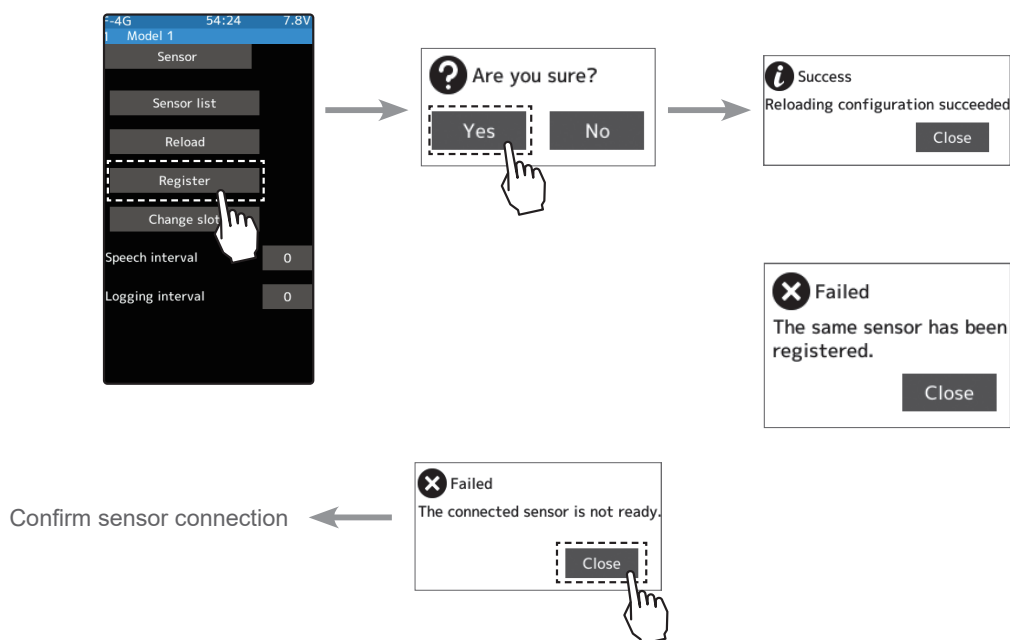 -4G 54:24 7.8V
Model 1
Sensor
Sensor list
Reload
Register
Change slot
Speech interval 0
Logging interval 0
Are you sure?
Yes No
Success
Reloading configuration succeeded
Close
Failed
The same sensor has been
registered.
Close
Failed
The connected sensor is not ready.
Close
Confirm sensor connection